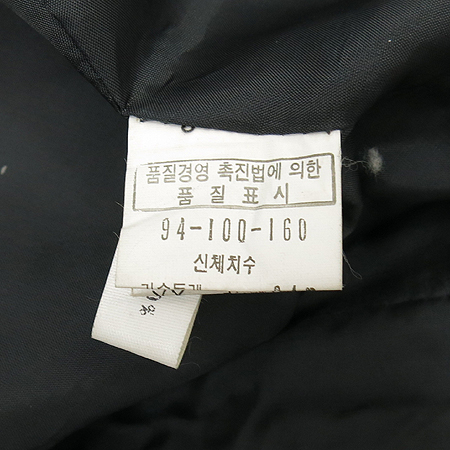 품질경영 촉진법에 의한
품 질 표 시
94-100-160
신체치수